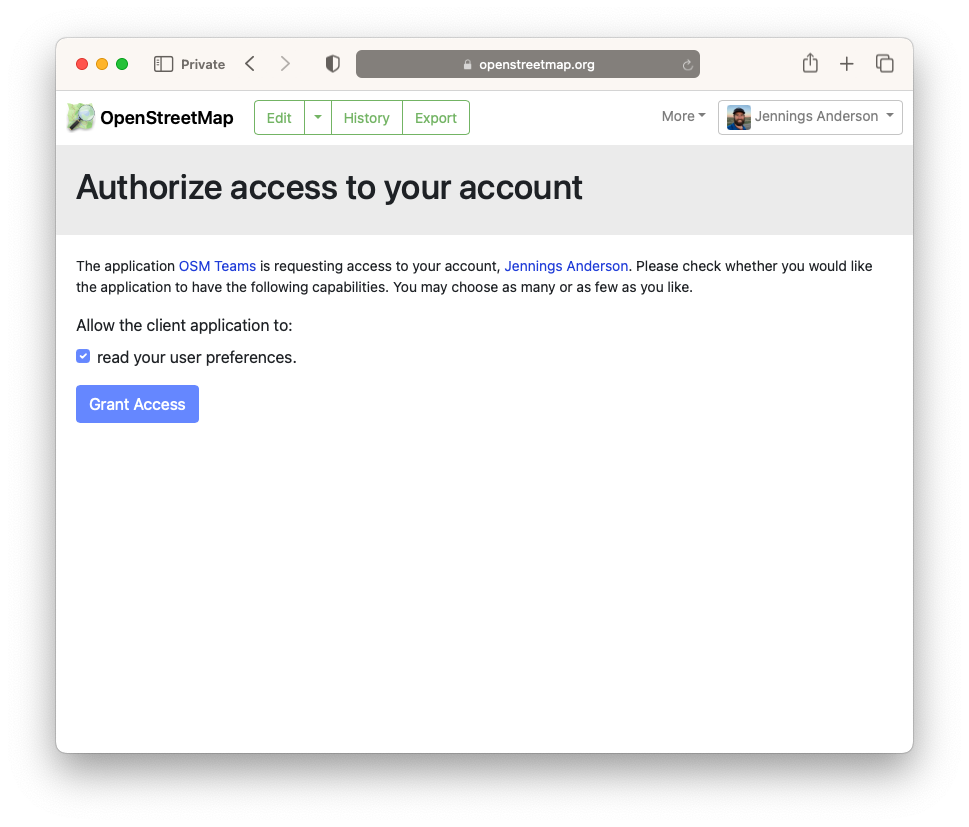 Private
openstreetmap.org
OpenStreetMap Edit History Export More Jennings Anderson
Authorize access to your account
The application OSM Teams is requesting access to your account, Jennings Anderson. Please check whether you would like
the application to have the following capabilities. You may choose as many or as few as you like.
Allow the client application to:
read your user preferences.
Grant Access